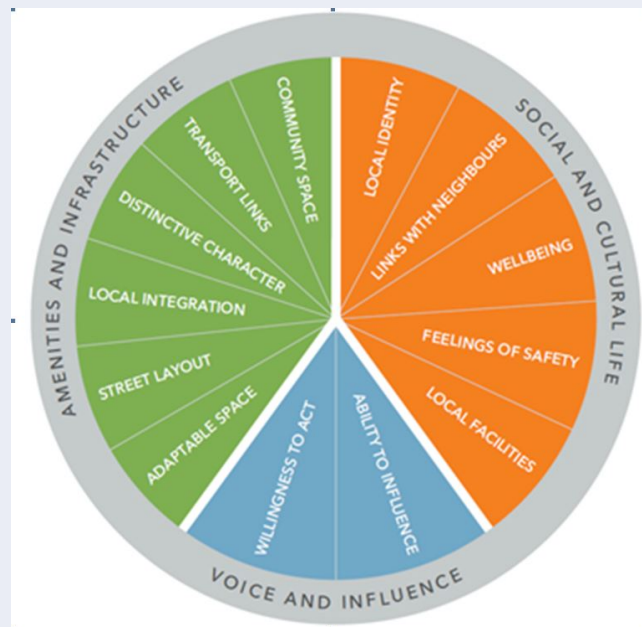 AMENITIES AND INFRASTRUCTURE
COMMUNITY SPACE
TRANSPORT LINKS
DISTINCTIVE CHARACTER
LOCAL INTEGRATION
STREET LAYOUT
ADAPTABLE SPACE
SOCIAL AND CULTURAL LIFE
LOCAL IDENTITY
LINKS WITH NEIGHBOURS
WELLBEING
FEELINGS OF SAFETY
LOCAL FACILITIES
WILLINGNESS TO ACT
ABILITY TO INFLUENCE
VOICE AND INFLUENCE